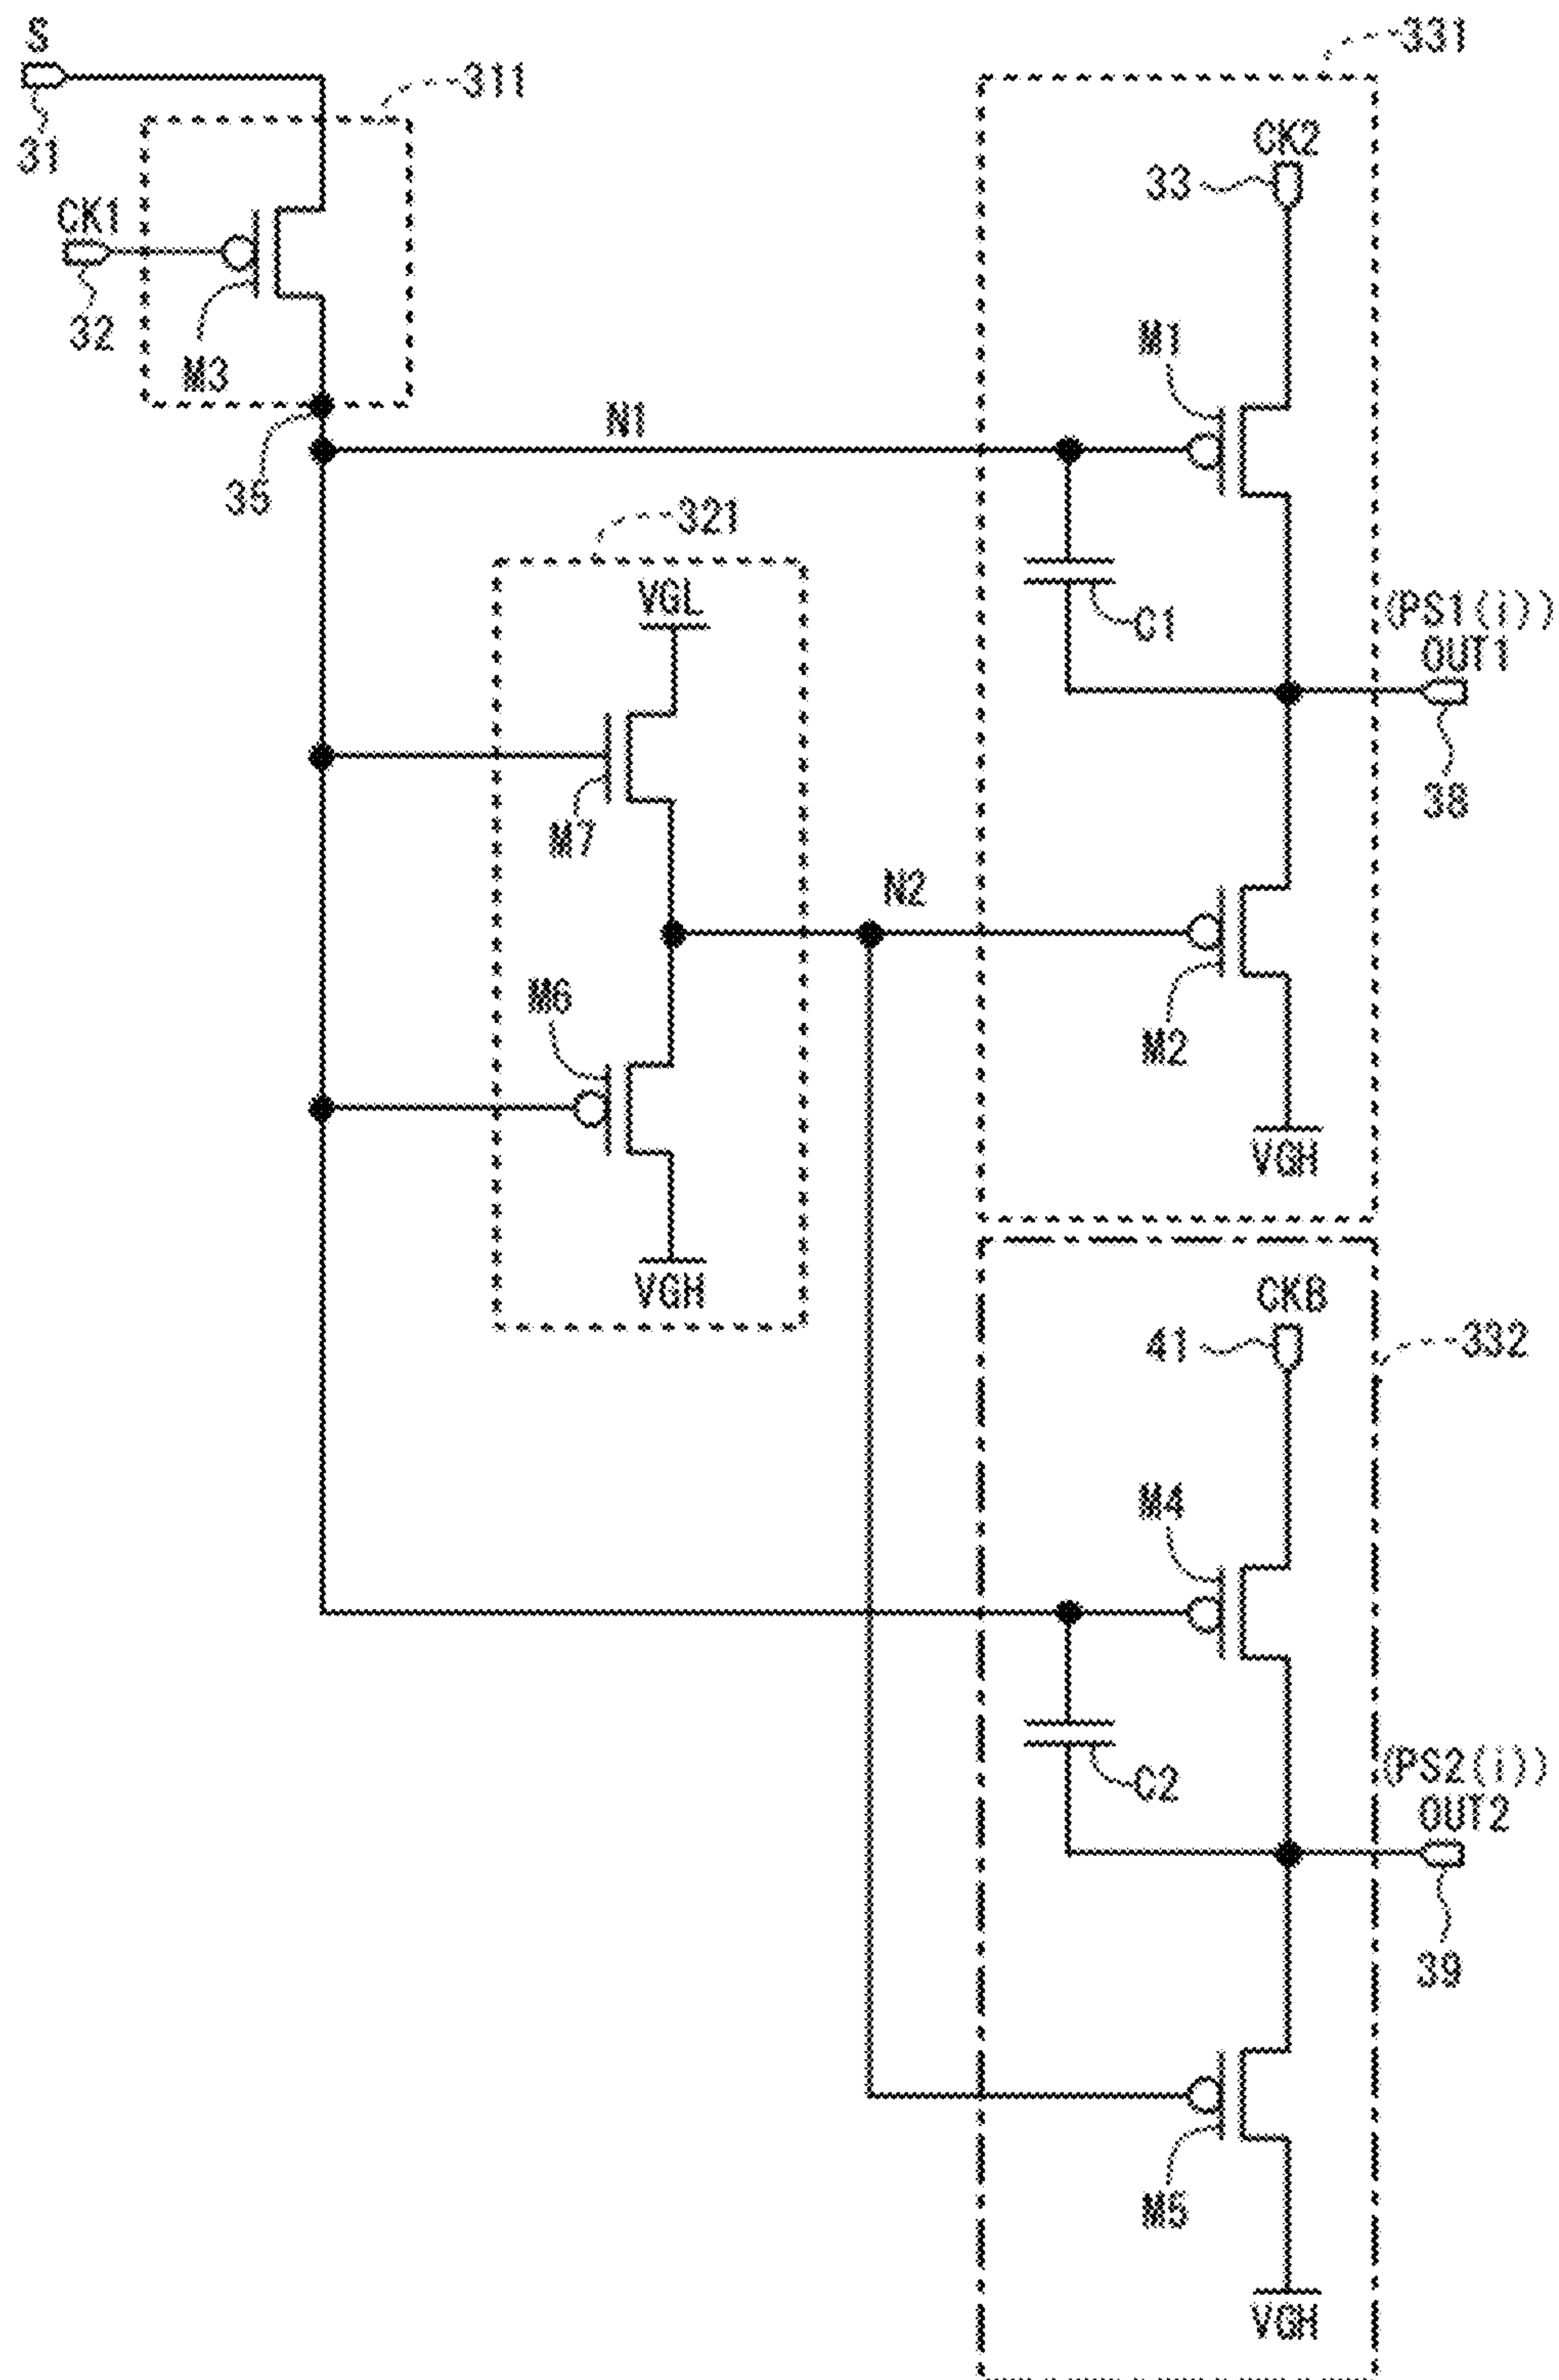 S
331
311
31
CK2
33
CK1
32
M1
M3
N1
35
321
VGL
C1
(PS1(i))
OUT1
38
M7
N2
M6
M2
VGH
VGH
CKB
41
332
M4
C2
(PS2(i))
OUT2
39
M5
VGH